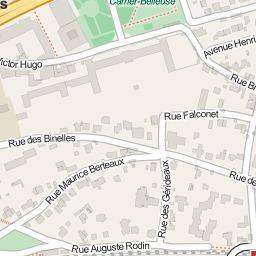 Carrier-Belleuse
s
Victor Hugo
Avenue Henri
Rue Br
Rue Falconet
Rue des Binelles
Rue Maurice Berteaux
Rue des Gérideaux
Rue de
Rue Auguste Rodin